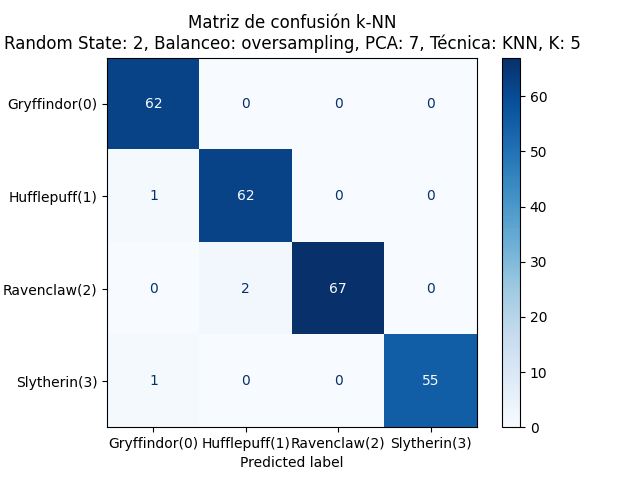 Matriz de confusión k-NN
Random State: 2, Balanceo: oversampling, PCA: 7, Técnica: KNN, K: 5
Gryffindor(0) 62 0 0 0
Hufflepuff(1) 1 62 0 0
Ravenclaw(2) 0 2 67 0
Slytherin(3) 1 0 0 55
Gryffindor(0) Hufflepuff(1) Ravenclaw(2) Slytherin(3)
Predicted label
60
50
40
30
20
10
0